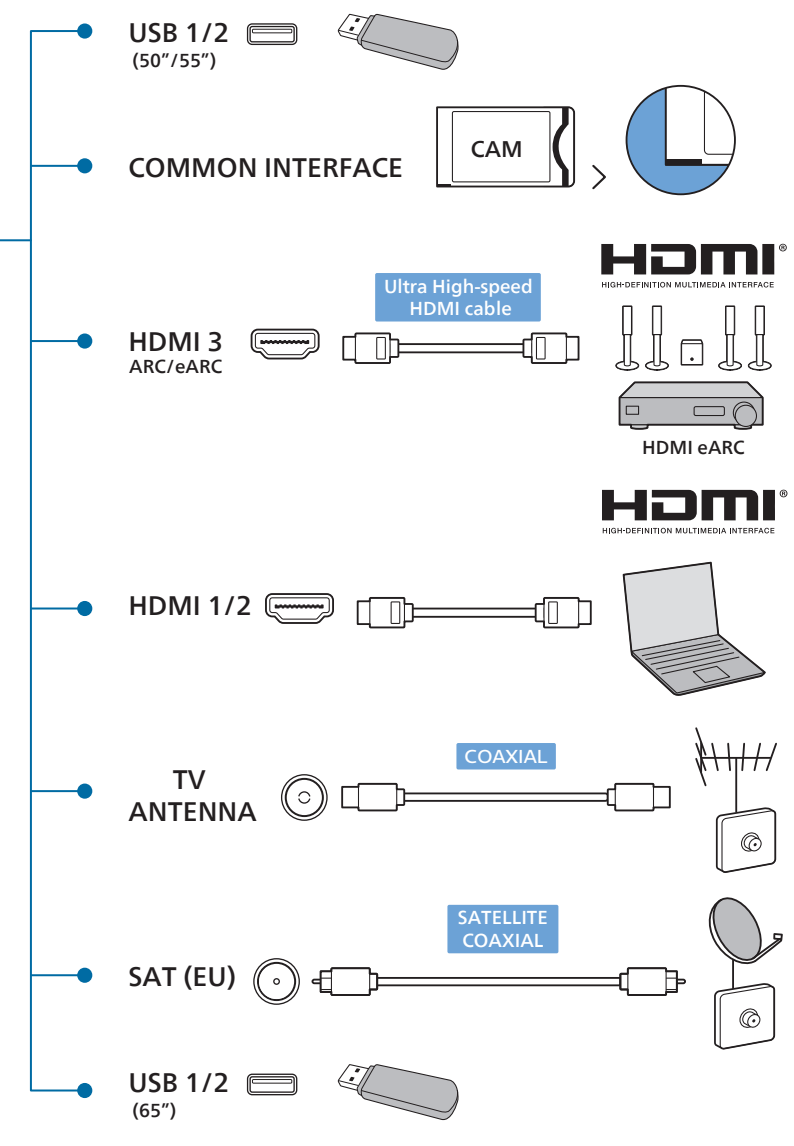 USB 1/2
(50”/55”)
COMMON INTERFACE
CAM
HDMI®
HIGH-DEFINITION MULTIMEDIA INTERFACE
Ultra High-speed
HDMI cable
HDMI 3
ARC/eARC
HDMI eARC
HDMI®
HIGH-DEFINITION MULTIMEDIA INTERFACE
HDMI 1/2
COAXIAL
TV
ANTENNA
SATELLITE
COAXIAL
SAT (EU)
USB 1/2
(65”)